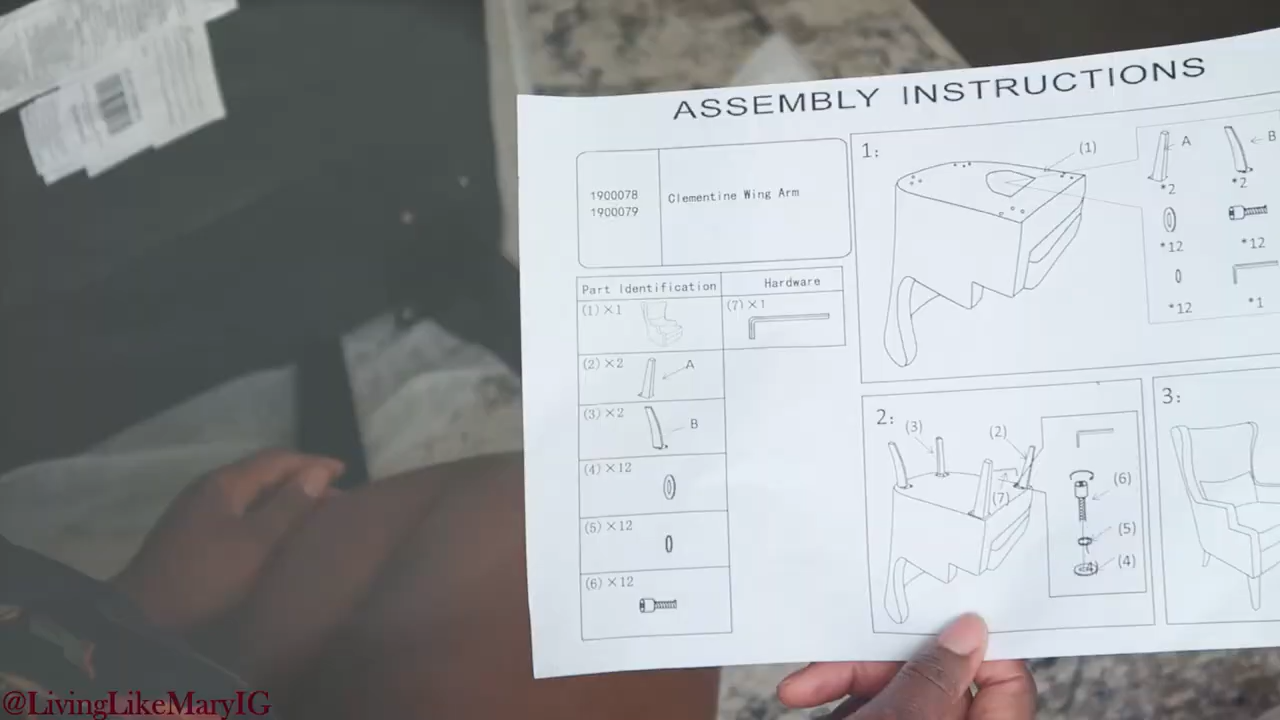 ASSEMBLY INSTRUCTIONS
1900078
1900079
Clementine Wing Arm
Part Identification
Hardware
(1)×1
(7)×1
(2)×2
A
(3)×2
B
(4)×12
(5)×12
(6)×12
1:
(1)
A
B
*2
*2
*12
*12
*12
*1
2:
(3)
(2)
(7)
(6)
(5)
(4)
3:
@LivingLikeMaryIG